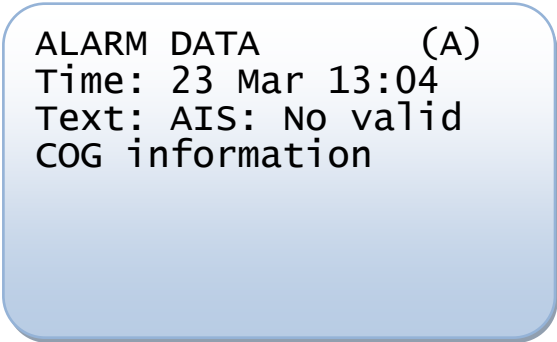 ALARM DATA (A)
Time: 23 Mar 13:04
Text: AIS: No valid
COG information